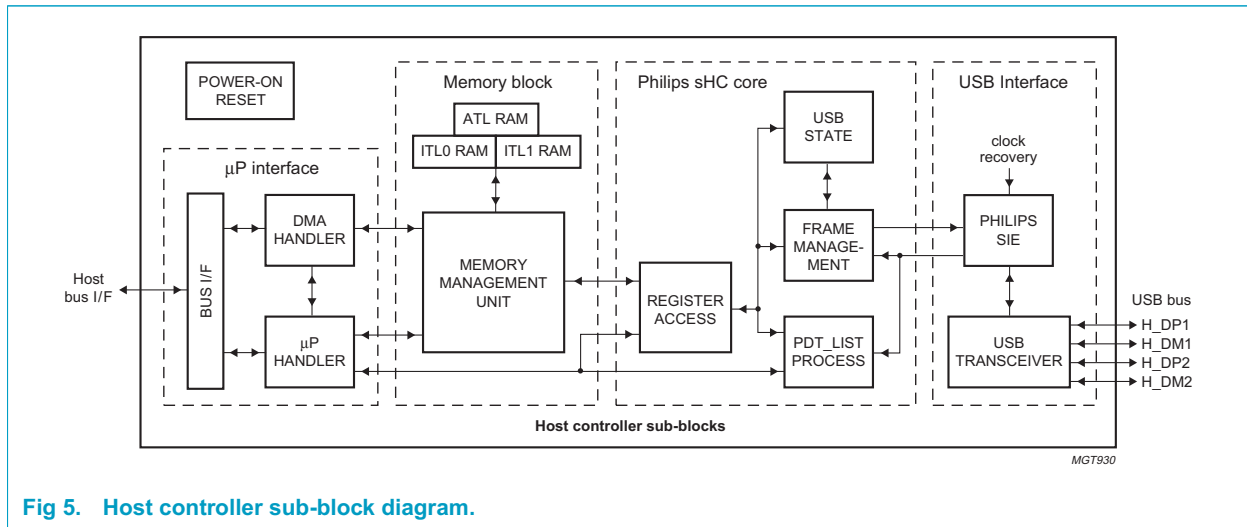 POWER-ON
RESET
Memory block
Philips sHC core
USB Interface
ATL RAM
ITL0 RAM
ITL1 RAM
USB
STATE
clock
recovery
μP interface
DMA
HANDLER
BUS I/F
Host
bus I/F
μP
HANDLER
MEMORY
MANAGEMENT
UNIT
REGISTER
ACCESS
FRAME
MANAGE-
MENT
PDT_LIST
PROCESS
PHILIPS
SIE
USB
TRANSCEIVER
USB bus
H_DP1
H_DM1
H_DP2
H_DM2
Host controller sub-blocks
MGT930
Fig 5. Host controller sub-block diagram.